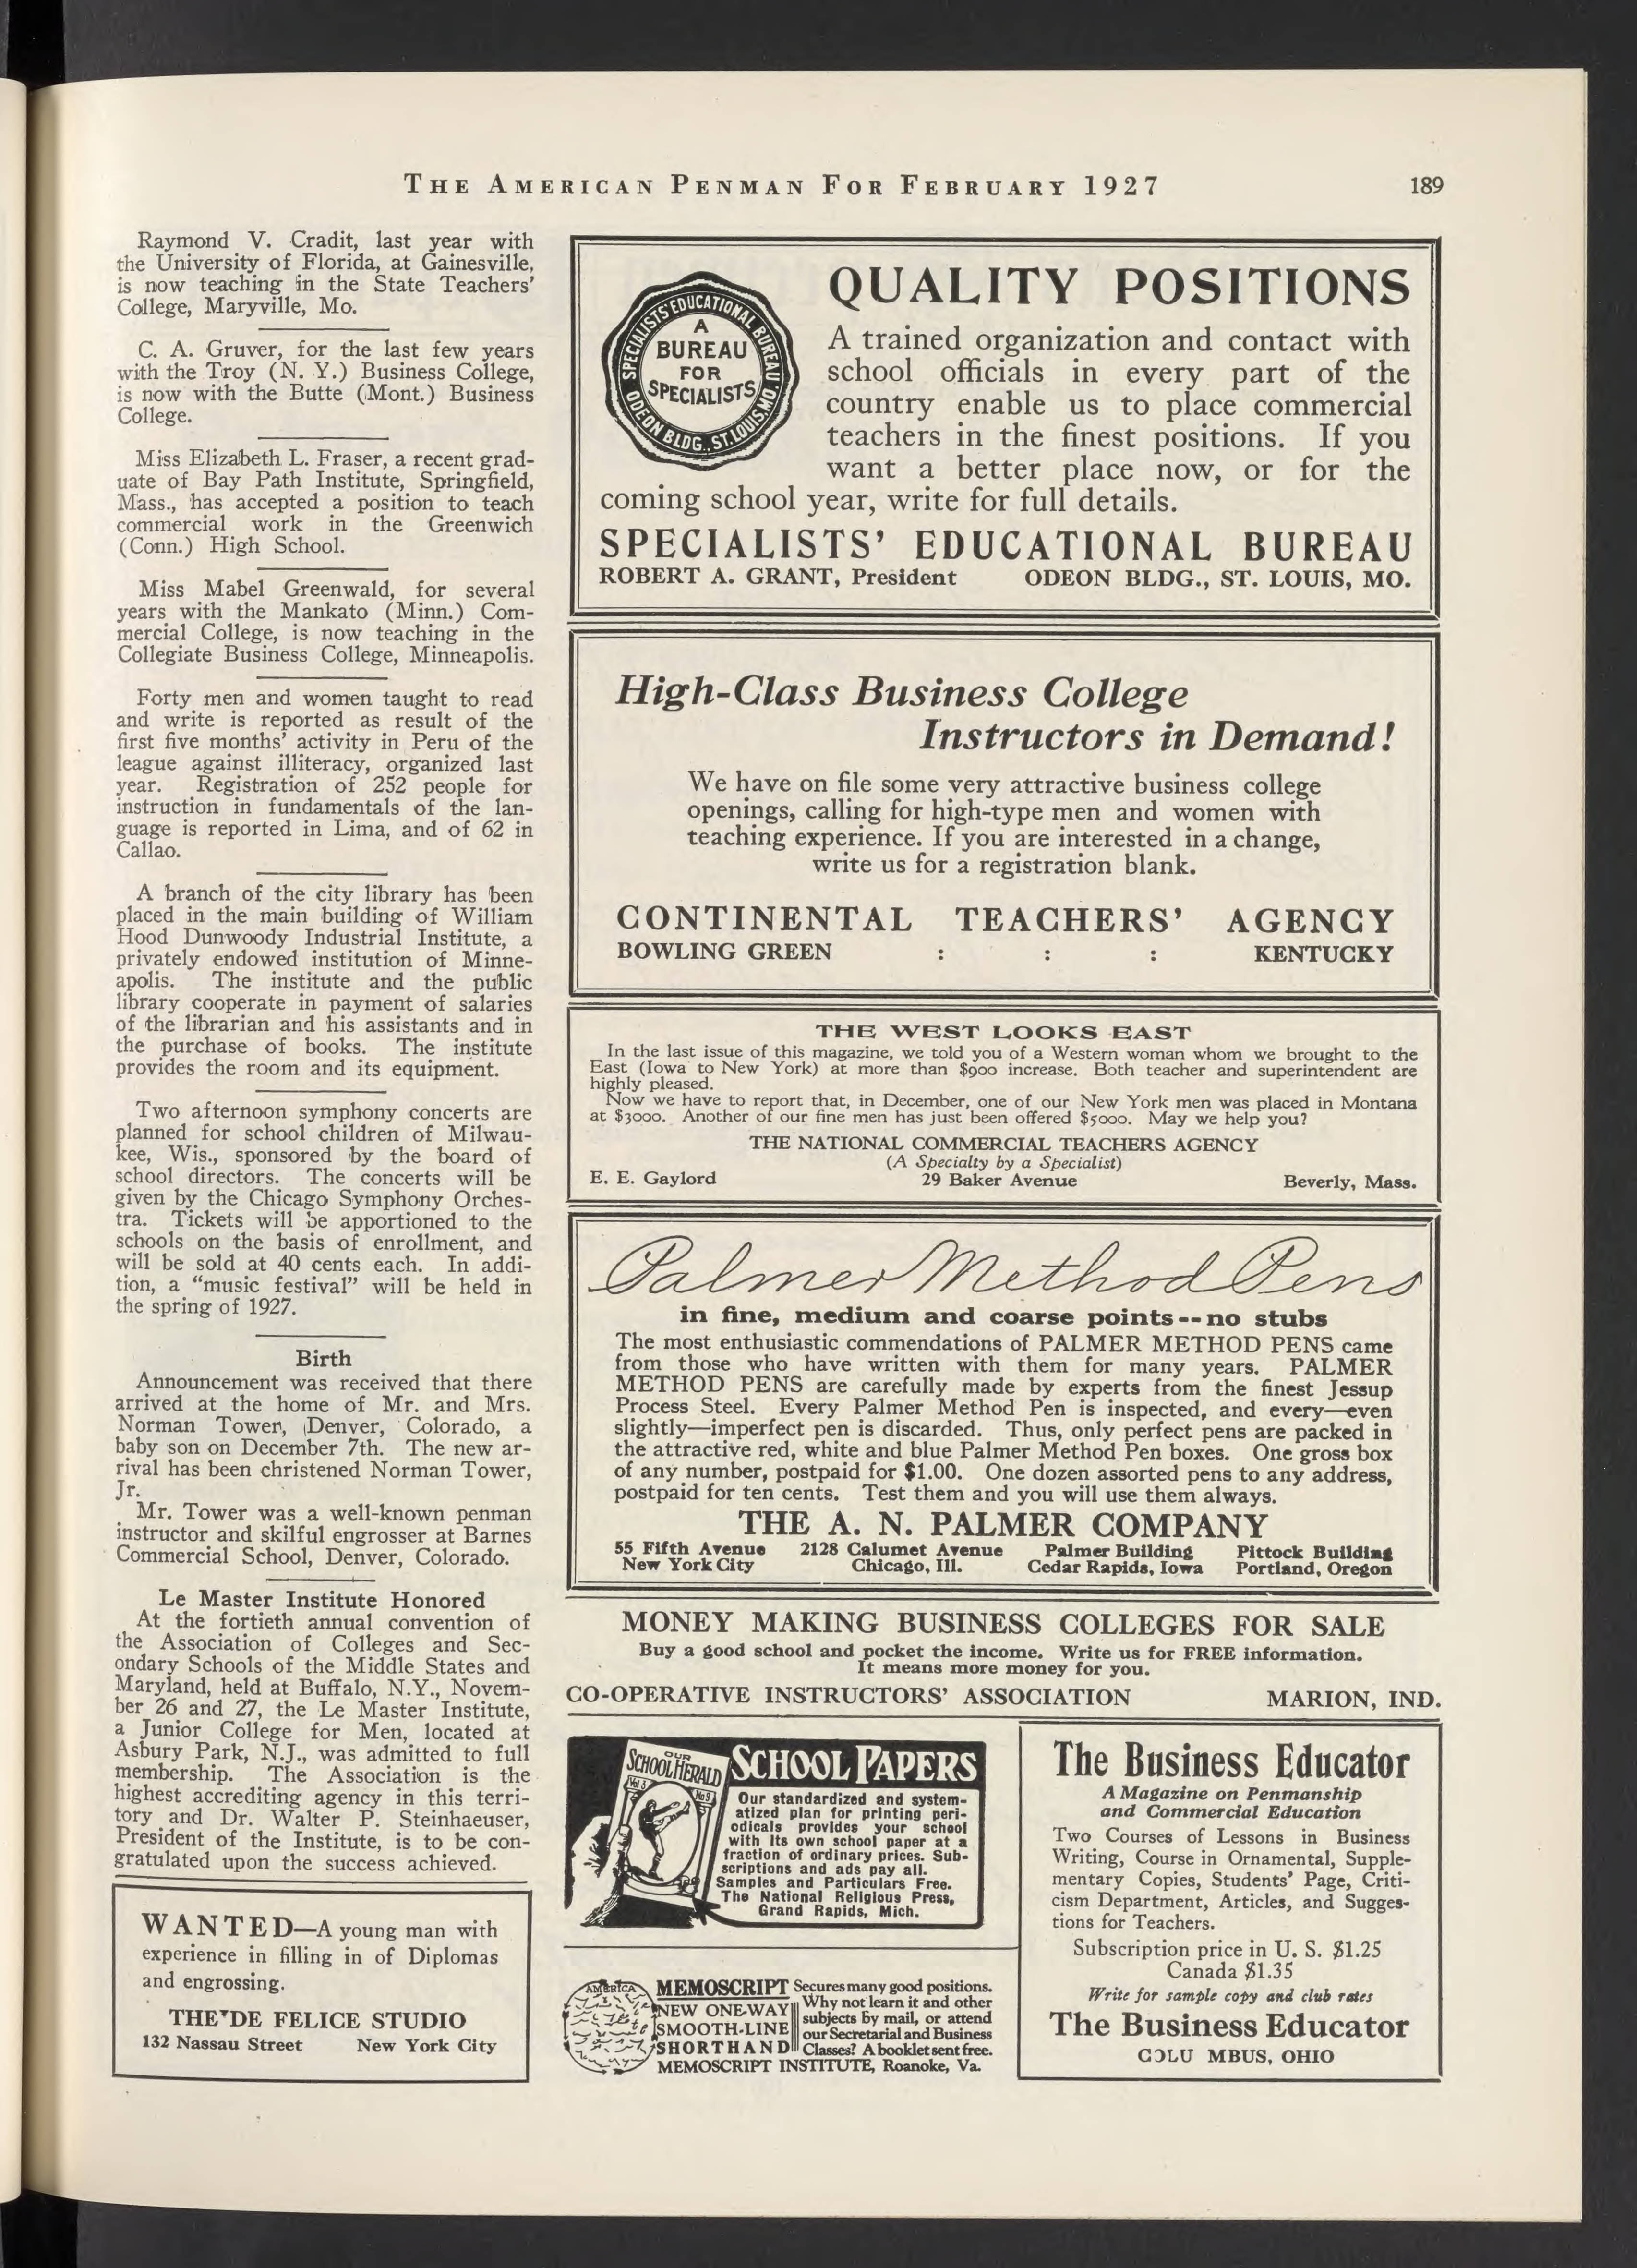 THE AMERICAN PENMAN FOR FEBRUARY 1927
189
Raymond V. Cradit, last year with
the University of Florida, at Gainesville,
is now teaching in the State Teachers'
College, Maryville, Mo.
C. A. Gruver, for the last few years
with the Troy (N. Y.) Business College,
is now with the Butte (Mont.) Business
College.
Miss Elizabeth L. Fraser, a recent grad-
uate of Bay Path Institute, Springfield,
Mass., has accepted a position to teach
commercial work in the Greenwich
(Conn.) High School.
Miss Mabel Greenwald, for several
years with the Mankato (Minn.) Com-
mercial College, is now teaching in the
Collegiate Business College, Minneapolis.
Forty men and women taught to read
and write is reported as result of the
first five months' activity in Peru of the
league against illiteracy, organized last
year. Registration of 252 people for
instruction in fundamentals of the lan-
guage is reported in Lima, and of 62 in
Callao.
A branch of the city library has been
placed in the main building of William
Hood Dunwoody Industrial Institute, a
privately endowed institution of Minne-
apolis. The institute and the public
library cooperate in payment of salaries
of the librarian and his assistants and in
the purchase of books. The institute
provides the room and its equipment.
Two afternoon symphony concerts are
planned for school children of Milwau-
kee, Wis., sponsored by the board of
school directors. The concerts will be
given by the Chicago Symphony Orches-
tra. Tickets will be apportioned to the
schools on the basis of enrollment, and
will be sold at 40 cents each. In addi-
tion, a "music festival" will be held in
the spring of 1927.
Birth
Announcement was received that there
arrived at the home of Mr. and Mrs.
Norman Tower, Denver, Colorado, a
baby son on December 7th. The new ar-
rival has been christened Norman Tower,
Jr.
Mr. Tower was a well-known penman
instructor and skilful engrosser at Barnes
Commercial School, Denver, Colorado.
Le Master Institute Honored
At the fortieth annual convention of
the Association of Colleges and Sec-
ondary Schools of the Middle States and
Maryland, held at Buffalo, N.Y., Novem-
ber 26 and 27, the Le Master Institute,
a Junior College for Men, located at
Asbury Park, N.J., was admitted to full
membership. The Association is the
highest accrediting agency in this terri-
tory and Dr. Walter P. Steinhaeuser,
President of the Institute, is to be con-
gratulated upon the success achieved.
WANTED—A young man with
experience in filling in of Diplomas
and engrossing.
THE DE FELICE STUDIO
132 Nassau Street New York City
SPECIALISTS' EDUCATIONAL BUREAU
ODEON BLDG., ST. LOUIS, MO.
A
BUREAU
FOR
SPECIALISTS
QUALITY POSITIONS
A trained organization and contact with
school officials in every part of the
country enable us to place commercial
teachers in the finest positions. If you
want a better place now, or for the
coming school year, write for full details.
SPECIALISTS' EDUCATIONAL BUREAU
ROBERT A. GRANT, President ODEON BLDG., ST. LOUIS, MO.
High-Class Business College
Instructors in Demand!
We have on file some very attractive business college
openings, calling for high-type men and women with
teaching experience. If you are interested in a change,
write us for a registration blank.
CONTINENTAL TEACHERS' AGENCY
BOWLING GREEN : : : KENTUCKY
THE WEST LOOKS EAST
In the last issue of this magazine, we told you of a Western woman whom we brought to the
East (Iowa to New York) at more than $900 increase. Both teacher and superintendent are
highly pleased.
Now we have to report that, in December, one of our New York men was placed in Montana
at $3000. Another of our fine men has just been offered $5000. May we help you?
THE NATIONAL COMMERCIAL TEACHERS AGENCY
(A Specialty by a Specialist)
E. E. Gaylord 29 Baker Avenue Beverly, Mass.
Palmer Method Pens
in fine, medium and coarse points--no stubs
The most enthusiastic commendations of PALMER METHOD PENS came
from those who have written with them for many years. PALMER
METHOD PENS are carefully made by experts from the finest Jessup
Process Steel. Every Palmer Method Pen is inspected, and every—even
slightly—imperfect pen is discarded. Thus, only perfect pens are packed in
the attractive red, white and blue Palmer Method Pen boxes. One gross box
of any number, postpaid for $1.00. One dozen assorted pens to any address,
postpaid for ten cents. Test them and you will use them always.
THE A. N. PALMER COMPANY
55 Fifth Avenue 2128 Calumet Avenue Palmer Building Pittock Building
New York City Chicago, Ill. Cedar Rapids, Iowa Portland, Oregon
MONEY MAKING BUSINESS COLLEGES FOR SALE
Buy a good school and pocket the income. Write us for FREE information.
It means more money for you.
CO-OPERATIVE INSTRUCTORS' ASSOCIATION MARION, IND.
OUR
SCHOOL HERALD
Vol 3 No 9
SCHOOL PAPERS
Our standardized and system-
atized plan for printing peri-
odicals provides your school
with its own school paper at a
fraction of ordinary prices. Sub-
scriptions and ads pay all.
Samples and Particulars Free.
The National Religious Press,
Grand Rapids, Mich.
AMERICA
MEMOSCRIPT Secures many good positions.
NEW ONE-WAY Why not learn it and other
SMOOTH-LINE subjects by mail, or attend
SHORTHAND our Secretarial and Business
Classes? A booklet sent free.
MEMOSCRIPT INSTITUTE, Roanoke, Va.
The Business Educator
A Magazine on Penmanship
and Commercial Education
Two Courses of Lessons in Business
Writing, Course in Ornamental, Supple-
mentary Copies, Students' Page, Criti-
cism Department, Articles, and Sugges-
tions for Teachers.
Subscription price in U. S. $1.25
Canada $1.35
Write for sample copy and club rates
The Business Educator
COLU MBUS, OHIO